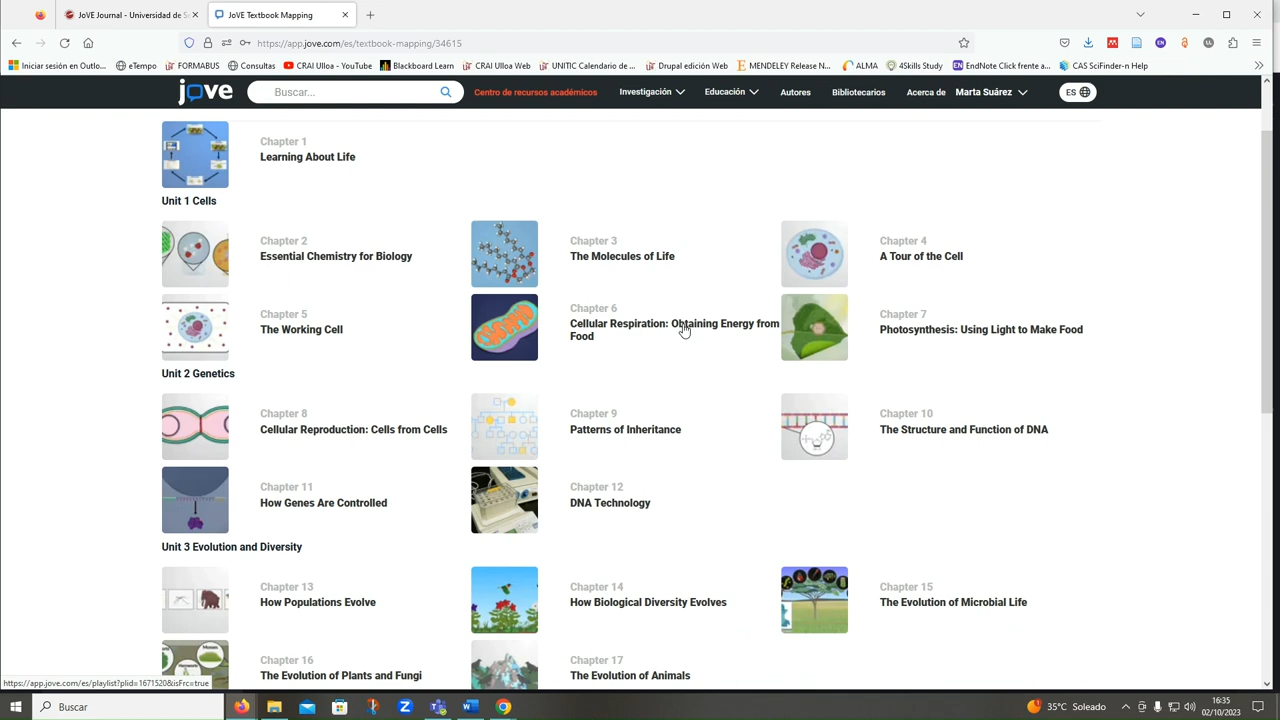 JoVE Journal - Universidad de S
JoVE Textbook Mapping
https://app.jove.com/es/textbook-mapping/34615
Iniciar sesión en Outlo...
eTempo
FORMABUS
Consultas
CRAI Ulloa - YouTube
Blackboard Learn
CRAI Ulloa Web
UNITIC Calendario de ...
Drupal edición Web
MENDELEY Release N...
ALMA
4Skills Study
EndNote Click frente a...
CAS SciFinder-n Help
jove
Buscar...
Centro de recursos académicos
Investigación
Educación
Autores
Bibliotecarios
Acerca de
Marta Suárez
ES
Chapter 1
Learning About Life
Unit 1 Cells
Chapter 2
Essential Chemistry for Biology
Chapter 3
The Molecules of Life
Chapter 4
A Tour of the Cell
Chapter 5
The Working Cell
Chapter 6
Cellular Respiration: Obtaining Energy from
Food
Chapter 7
Photosynthesis: Using Light to Make Food
Unit 2 Genetics
Chapter 8
Cellular Reproduction: Cells from Cells
Chapter 9
Patterns of Inheritance
Chapter 10
The Structure and Function of DNA
Chapter 11
How Genes Are Controlled
Chapter 12
DNA Technology
Unit 3 Evolution and Diversity
Chapter 13
How Populations Evolve
Chapter 14
How Biological Diversity Evolves
Chapter 15
The Evolution of Microbial Life
Chapter 16
The Evolution of Plants and Fungi
Chapter 17
The Evolution of Animals
https://app.jove.com/es/playlist?plid=1671520&isFrc=true
Buscar
35°C Soleado
16:35
02/10/2023